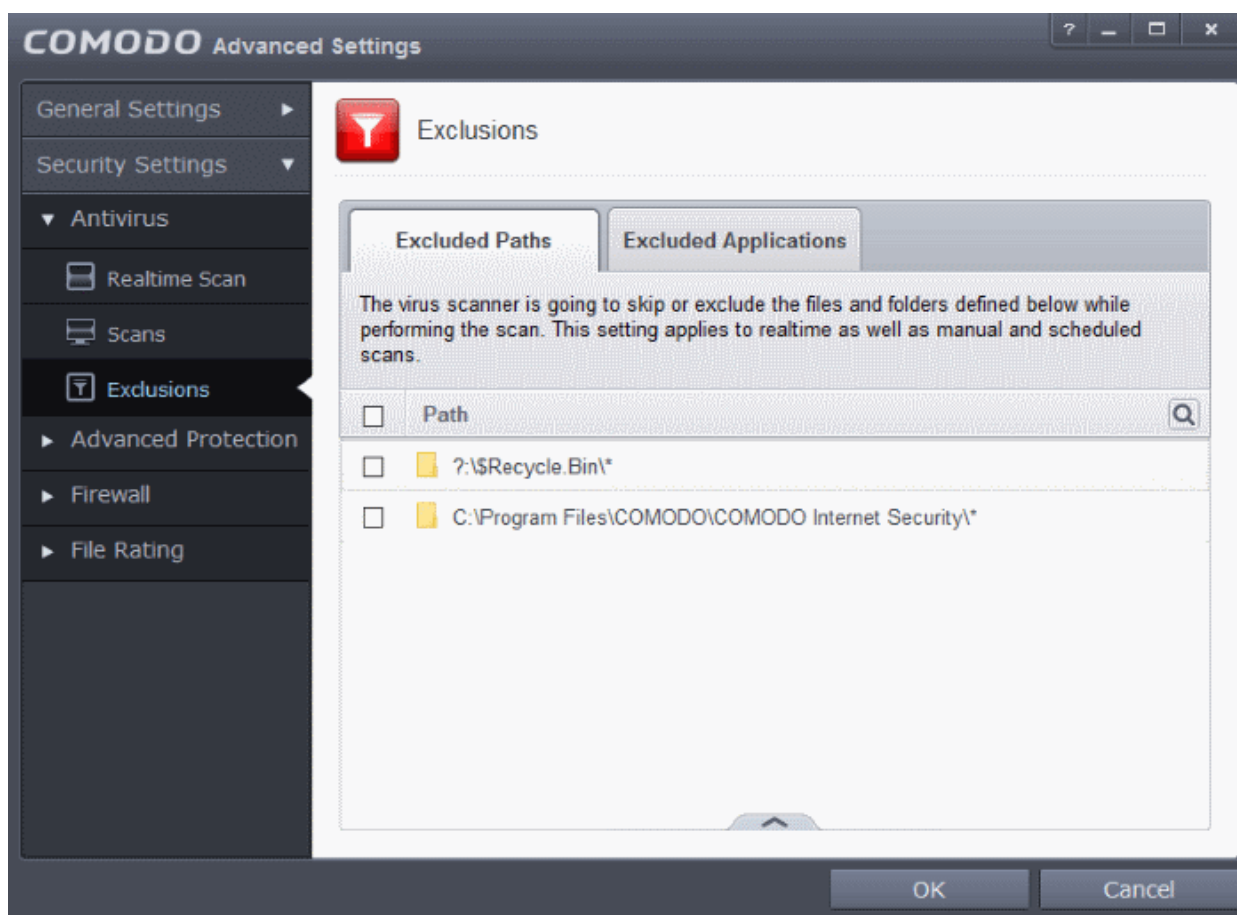 COMODO Advanced Settings
?
General Settings
Security Settings
Antivirus
Realtime Scan
Scans
Exclusions
Advanced Protection
Firewall
File Rating
Exclusions
Excluded Paths
Excluded Applications
The virus scanner is going to skip or exclude the files and folders defined below while
performing the scan. This setting applies to realtime as well as manual and scheduled
scans.
Path
?:\$Recycle.Bin\*
C:\Program Files\COMODO\COMODO Internet Security\*
OK
Cancel